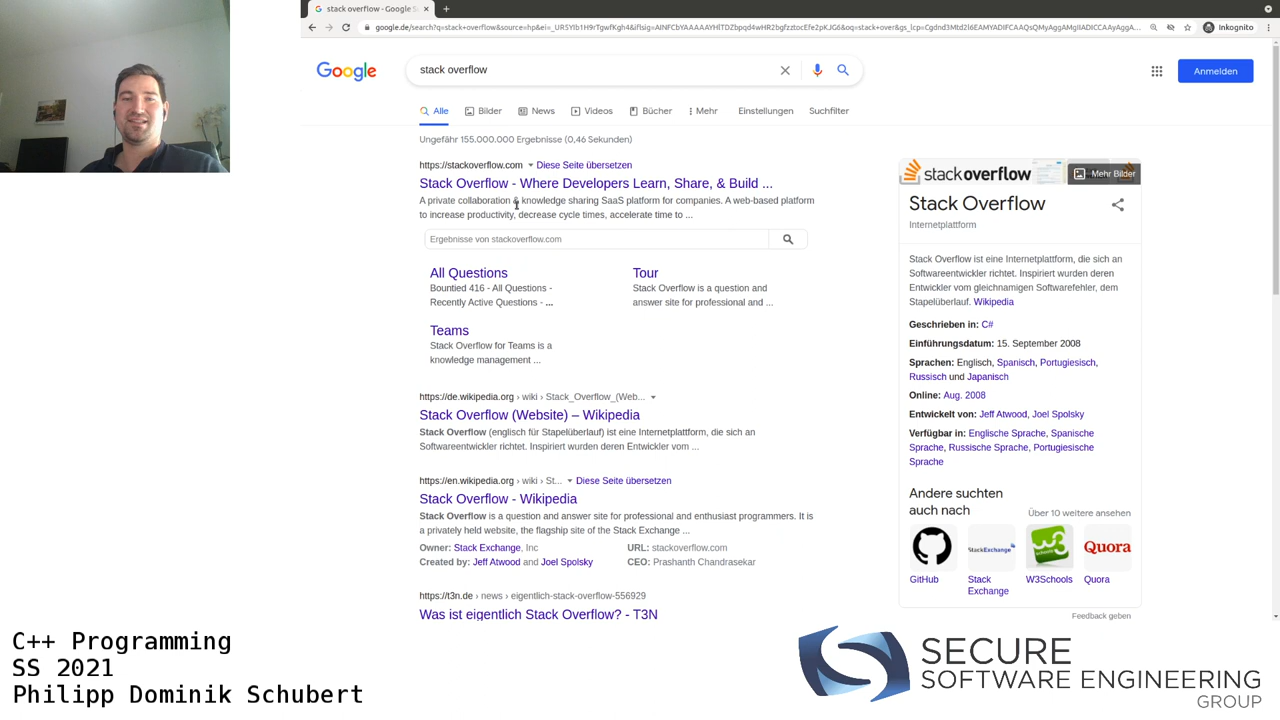 stack overflow - Google S
google.de/search?q=stack+overflow&source=hp&ei=_UR5YIb1H9rTgwfKgh4&iflsig=AINFCbYAAAAAYHlTDZbpqd4wHR2bgfzztocEfe2pKJG6&oq=stack+over&gs_lcp=Cgdnd3Mtd2l6EAMYADIFCAAQsQMyAggAMgIIADICCAAyAggA...
Inkognito
Google
stack overflow
Anmelden
Alle
Bilder
News
Videos
Bücher
Mehr
Einstellungen
Suchfilter
Ungefähr 155.000.000 Ergebnisse (0,46 Sekunden)
https://stackoverflow.com Diese Seite übersetzen
Stack Overflow - Where Developers Learn, Share, & Build ...
A private collaboration & knowledge sharing SaaS platform for companies. A web-based platform
to increase productivity, decrease cycle times, accelerate time to ...
Ergebnisse von stackoverflow.com
All Questions
Bountied 416 - All Questions -
Recently Active Questions - ...
Tour
Stack Overflow is a question and
answer site for professional and ...
Teams
Stack Overflow for Teams is a
knowledge management ...
https://de.wikipedia.org › wiki › Stack_Overflow_(Web...
Stack Overflow (Website) – Wikipedia
Stack Overflow (englisch für Stapelüberlauf) ist eine Internetplattform, die sich an
Softwareentwickler richtet. Inspiriert wurden deren Entwickler vom ...
https://en.wikipedia.org › wiki › St... Diese Seite übersetzen
Stack Overflow - Wikipedia
Stack Overflow is a question and answer site for professional and enthusiast programmers. It is
a privately held website, the flagship site of the Stack Exchange ...
Owner: Stack Exchange, Inc
URL: stackoverflow.com
Created by: Jeff Atwood and Joel Spolsky
CEO: Prashanth Chandrasekar
https://t3n.de › news › eigentlich-stack-overflow-556929
Was ist eigentlich Stack Overflow? - T3N
stackoverflow
Mehr Bilder
Stack Overflow
Internetplattform
Stack Overflow ist eine Internetplattform, die sich an
Softwareentwickler richtet. Inspiriert wurden deren
Entwickler vom gleichnamigen Softwarefehler, dem
Stapelüberlauf. Wikipedia
Geschrieben in: C#
Einführungsdatum: 15. September 2008
Sprachen: Englisch, Spanisch, Portugiesisch,
Russisch und Japanisch
Online: Aug. 2008
Entwickelt von: Jeff Atwood, Joel Spolsky
Verfügbar in: Englische Sprache, Spanische
Sprache, Russische Sprache, Portugiesische
Sprache
Andere suchten
auch nach
Über 10 weitere ansehen
StackExchange
w3
schools
Quora
GitHub
Stack
Exchange
W3Schools
Quora
Feedback geben
C++ Programming
SS 2021
Philipp Dominik Schubert
SECURE
SOFTWARE ENGINEERING
GROUP